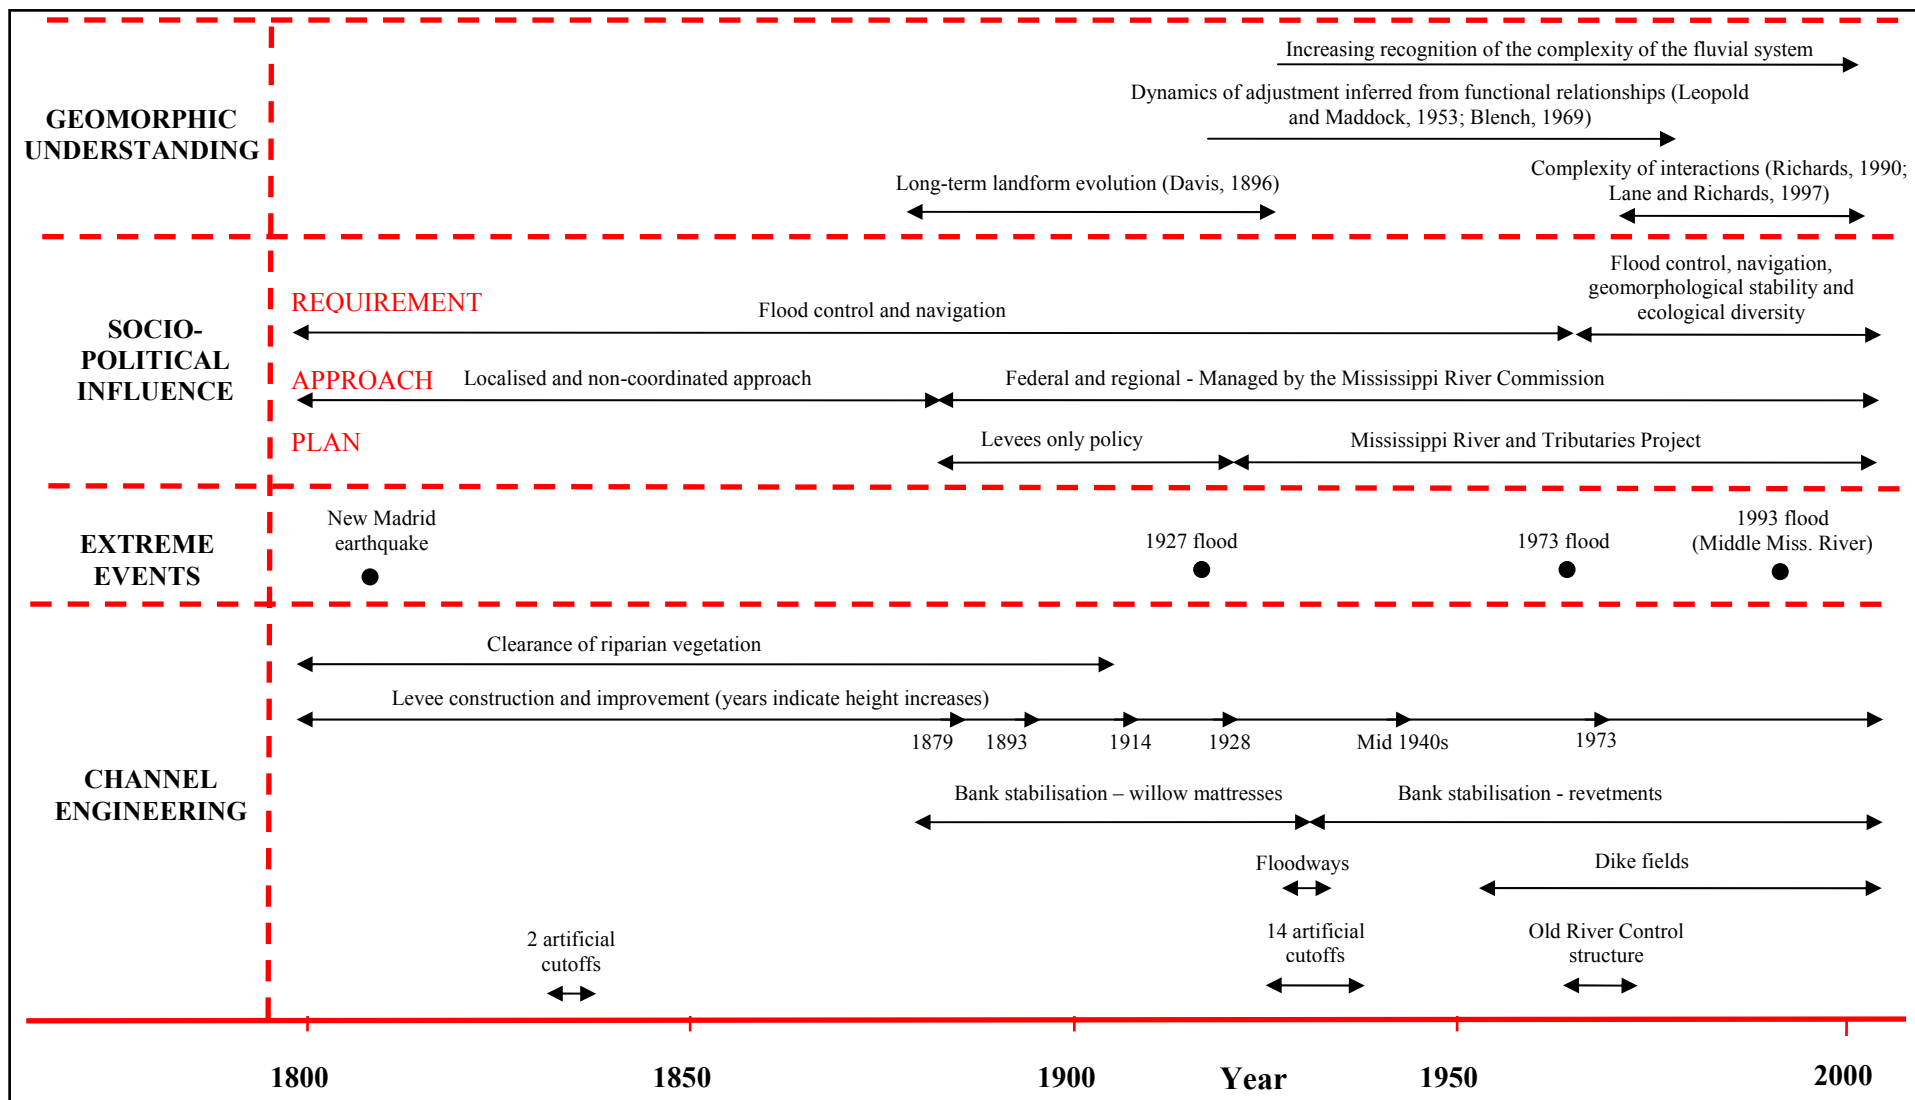 Increasing recognition of the complexity of the fluvial system
Dynamics of adjustment inferred from functional relationships (Leopold
and Maddock, 1953; Blench, 1969)
GEOMORPHIC
UNDERSTANDING
Long-term landform evolution (Davis, 1896)
Complexity of interactions (Richards, 1990;
Lane and Richards, 1997)
SOCIO-
POLITICAL
INFLUENCE
REQUIREMENT
Flood control and navigation
Flood control, navigation,
geomorphological stability and
ecological diversity
APPROACH
Localised and non-coordinated approach
Federal and regional - Managed by the Mississippi River Commission
PLAN
Levees only policy
Mississippi River and Tributaries Project
EXTREME
EVENTS
New Madrid
earthquake
1927 flood
1973 flood
1993 flood
(Middle Miss. River)
CHANNEL
ENGINEERING
Clearance of riparian vegetation
Levee construction and improvement (years indicate height increases)
1879
1893
1914
1928
Mid 1940s
1973
Bank stabilisation – willow mattresses
Bank stabilisation - revetments
Floodways
Dike fields
2 artificial
cutoffs
14 artificial
cutoffs
Old River Control
structure
1800
1850
1900
Year
1950
2000